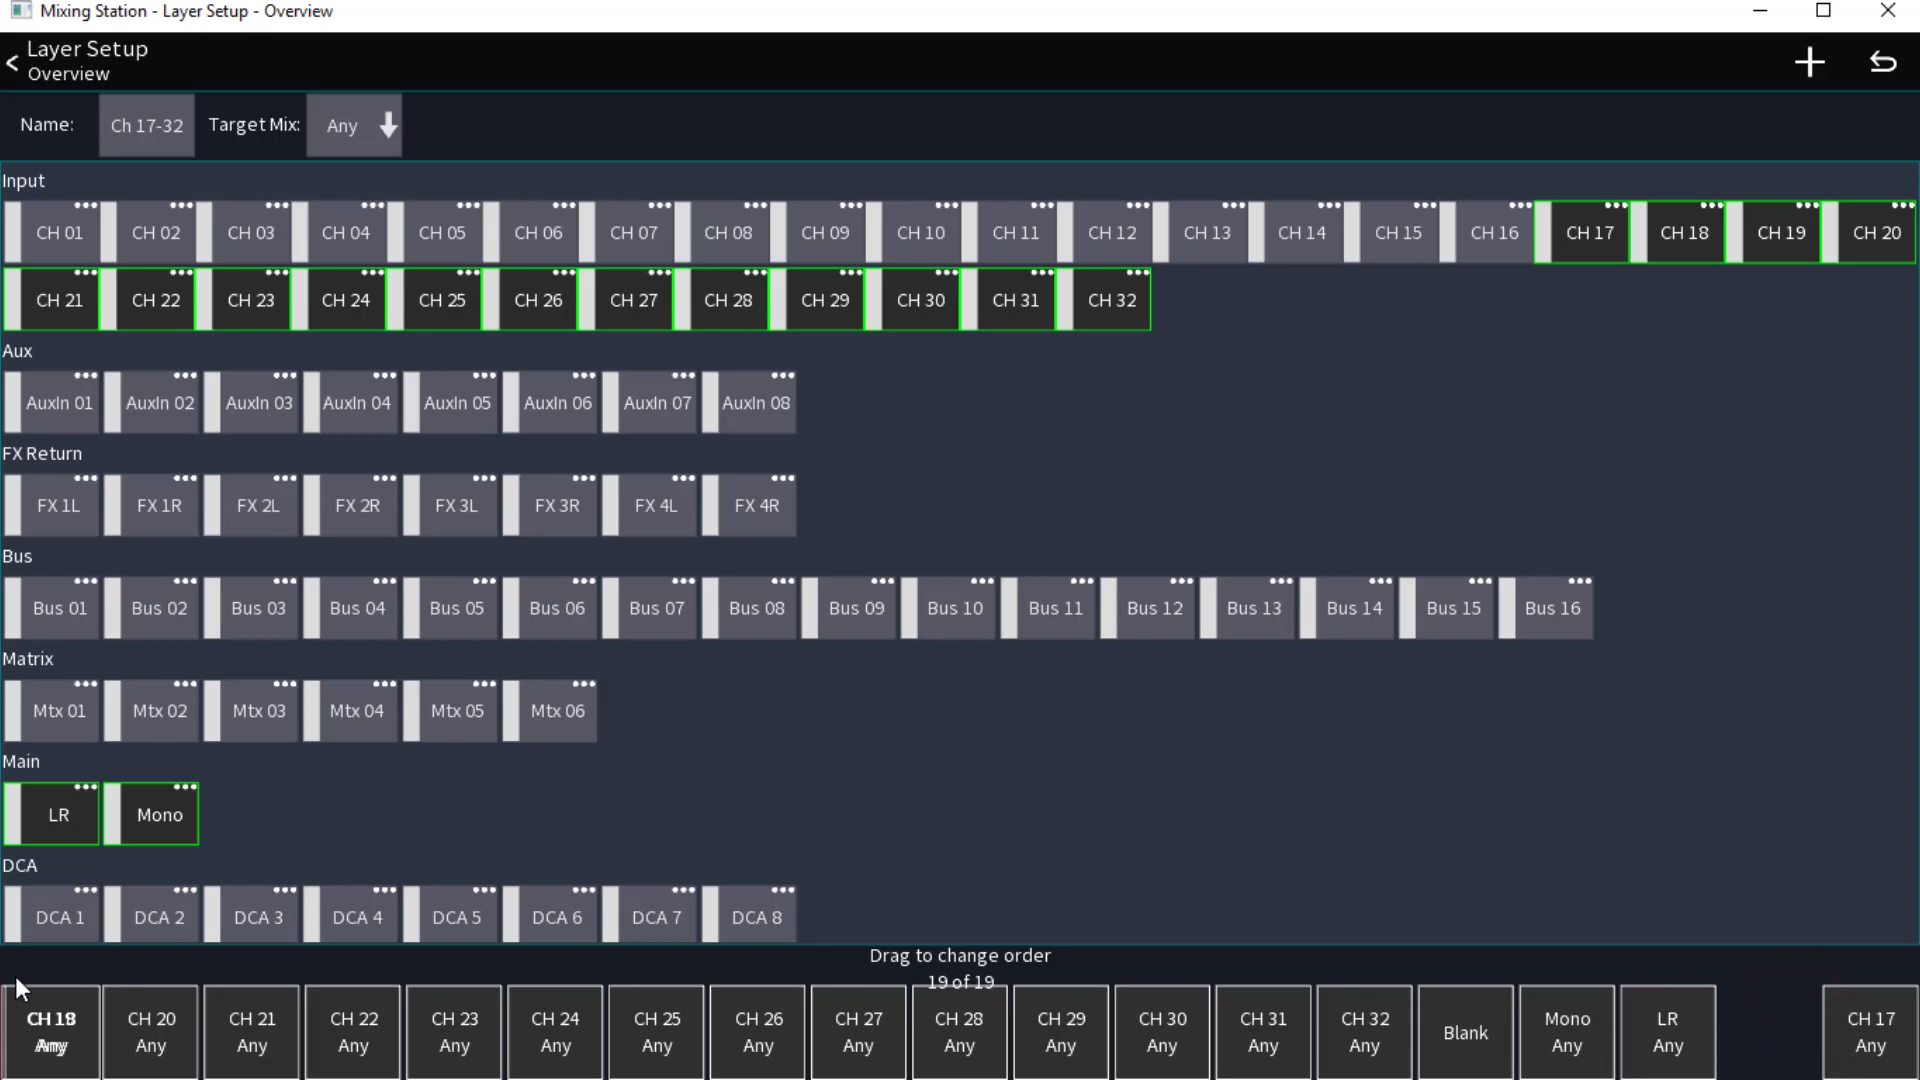 Mixing Station - Layer Setup - Overview
Layer Setup
Overview
Name: Ch 17-32 Target Mix: Any
Input
CH 01 CH 02 CH 03 CH 04 CH 05 CH 06 CH 07 CH 08 CH 09 CH 10 CH 11 CH 12 CH 13 CH 14 CH 15 CH 16 CH 17 CH 18 CH 19 CH 20
CH 21 CH 22 CH 23 CH 24 CH 25 CH 26 CH 27 CH 28 CH 29 CH 30 CH 31 CH 32
Aux
AuxIn 01 AuxIn 02 AuxIn 03 AuxIn 04 AuxIn 05 AuxIn 06 AuxIn 07 AuxIn 08
FX Return
FX 1L FX 1R FX 2L FX 2R FX 3L FX 3R FX 4L FX 4R
Bus
Bus 01 Bus 02 Bus 03 Bus 04 Bus 05 Bus 06 Bus 07 Bus 08 Bus 09 Bus 10 Bus 11 Bus 12 Bus 13 Bus 14 Bus 15 Bus 16
Matrix
Mtx 01 Mtx 02 Mtx 03 Mtx 04 Mtx 05 Mtx 06
Main
LR Mono
DCA
DCA 1 DCA 2 DCA 3 DCA 4 DCA 5 DCA 6 DCA 7 DCA 8
Drag to change order
19 of 19
CH 20 CH 21 CH 22 CH 23 CH 24 CH 25 CH 26 CH 27 CH 28 CH 29 CH 30 CH 31 CH 32 Blank Mono LR CH 17
Any Any Any Any Any Any Any Any Any Any Any Any Any Any Any Any